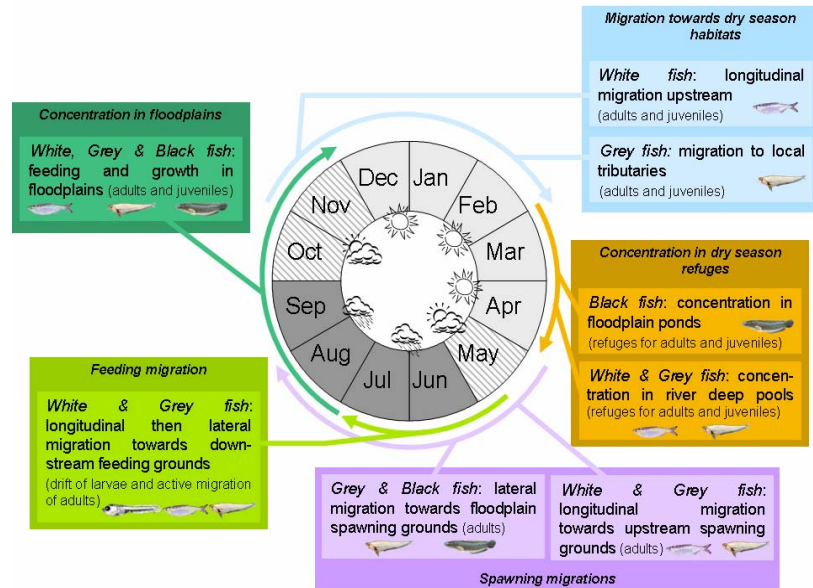 Migration towards dry season
habitats
White fish: longitudinal
migration upstream
(adults and juveniles)
Grey fish: migration to local
tributaries
(adults and juveniles)
Concentration in floodplains
White, Grey & Black fish:
feeding and growth in
floodplains (adults and juveniles)
Dec
Jan
Nov
Feb
Oct
Mar
Sep
Apr
Aug
May
Jul
Jun
Concentration in dry season
refuges
Black fish: concentration in
floodplain ponds
(refuges for adults and juveniles)
White & Grey fish: concen-
tration in river deep pools
(refuges for adults and juveniles)
Feeding migration
White & Grey fish:
longitudinal then lateral
migration towards down-
stream feeding grounds
(drift of larvae and active migration
of adults)
Grey & Black fish: lateral
migration towards floodplain
spawning grounds (adults)
White & Grey fish:
longitudinal migration
towards upstream spawning
grounds (adults)
Spawning migrations